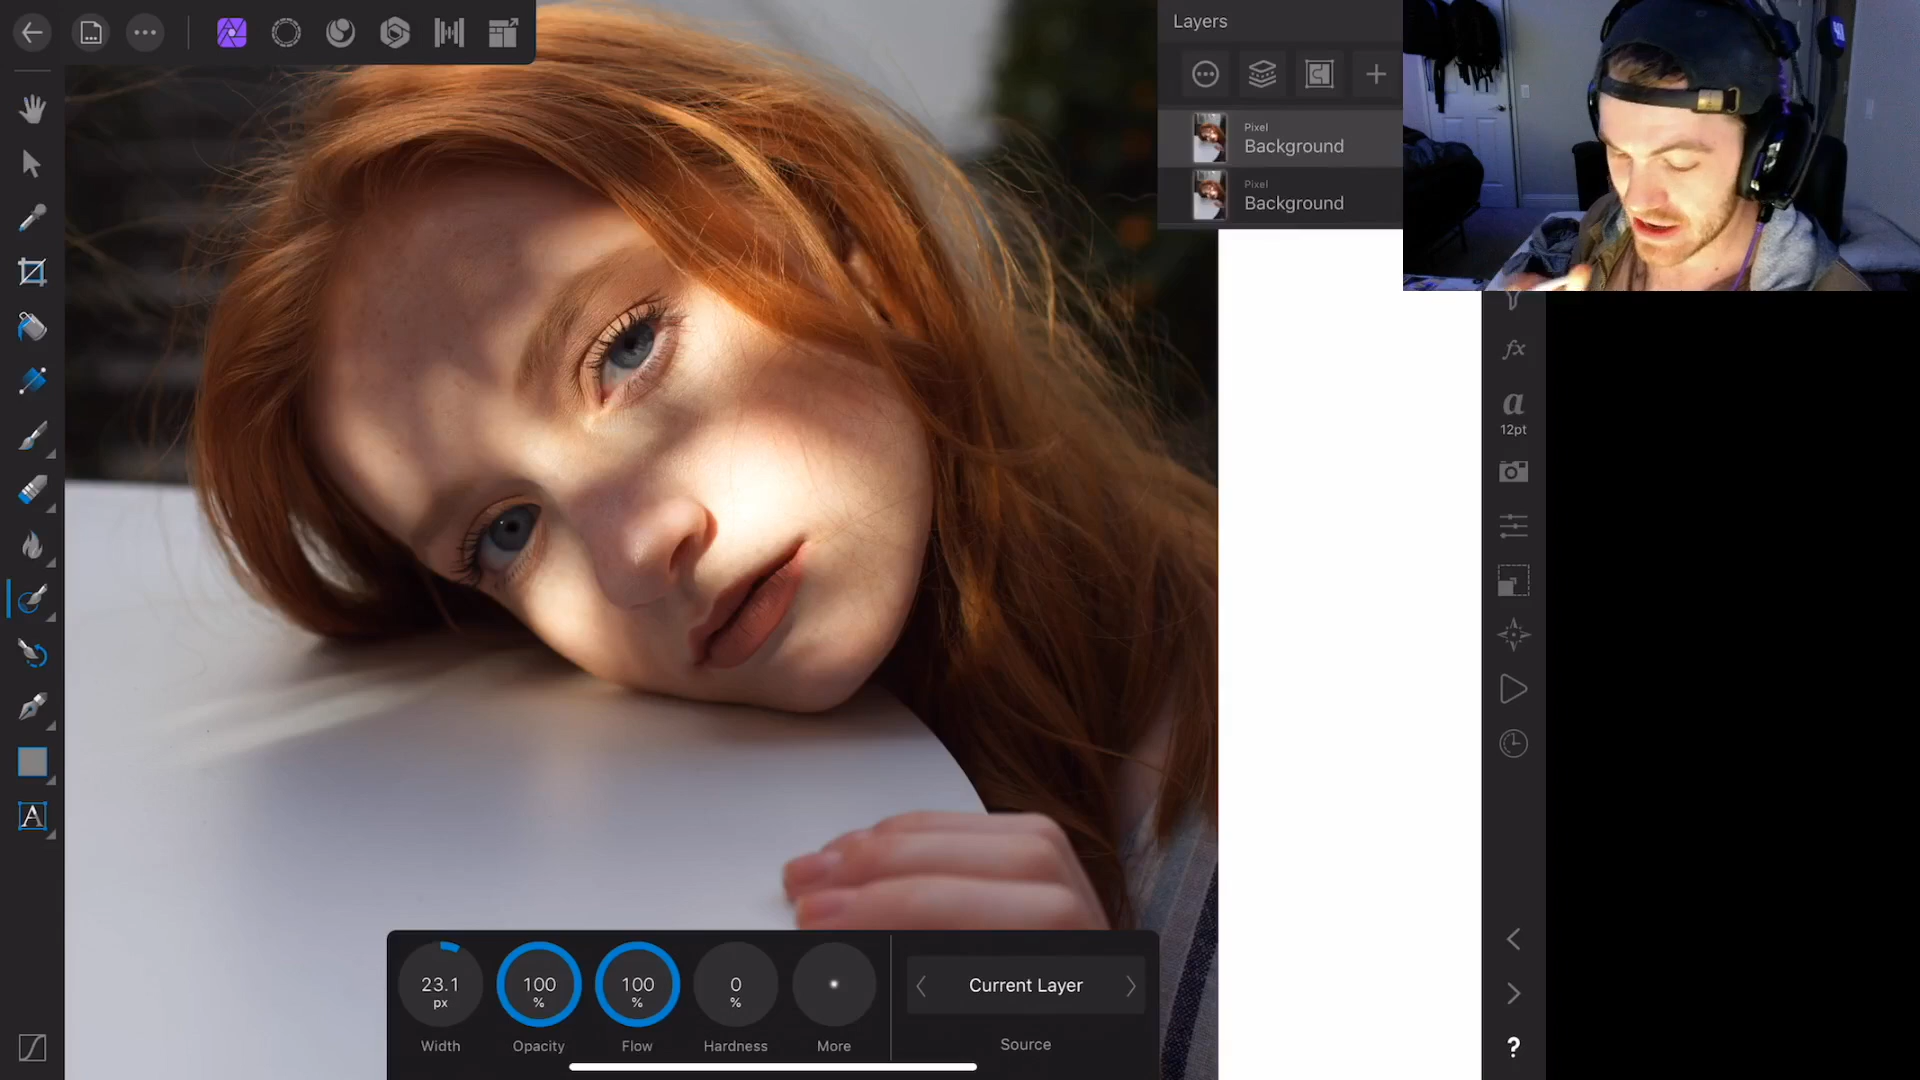 Layers
Pixel
Background
Pixel
Background
fx
a
12pt
A
23.1
px
100
%
100
%
0
%
Width
Opacity
Flow
Hardness
More
Current Layer
Source
?